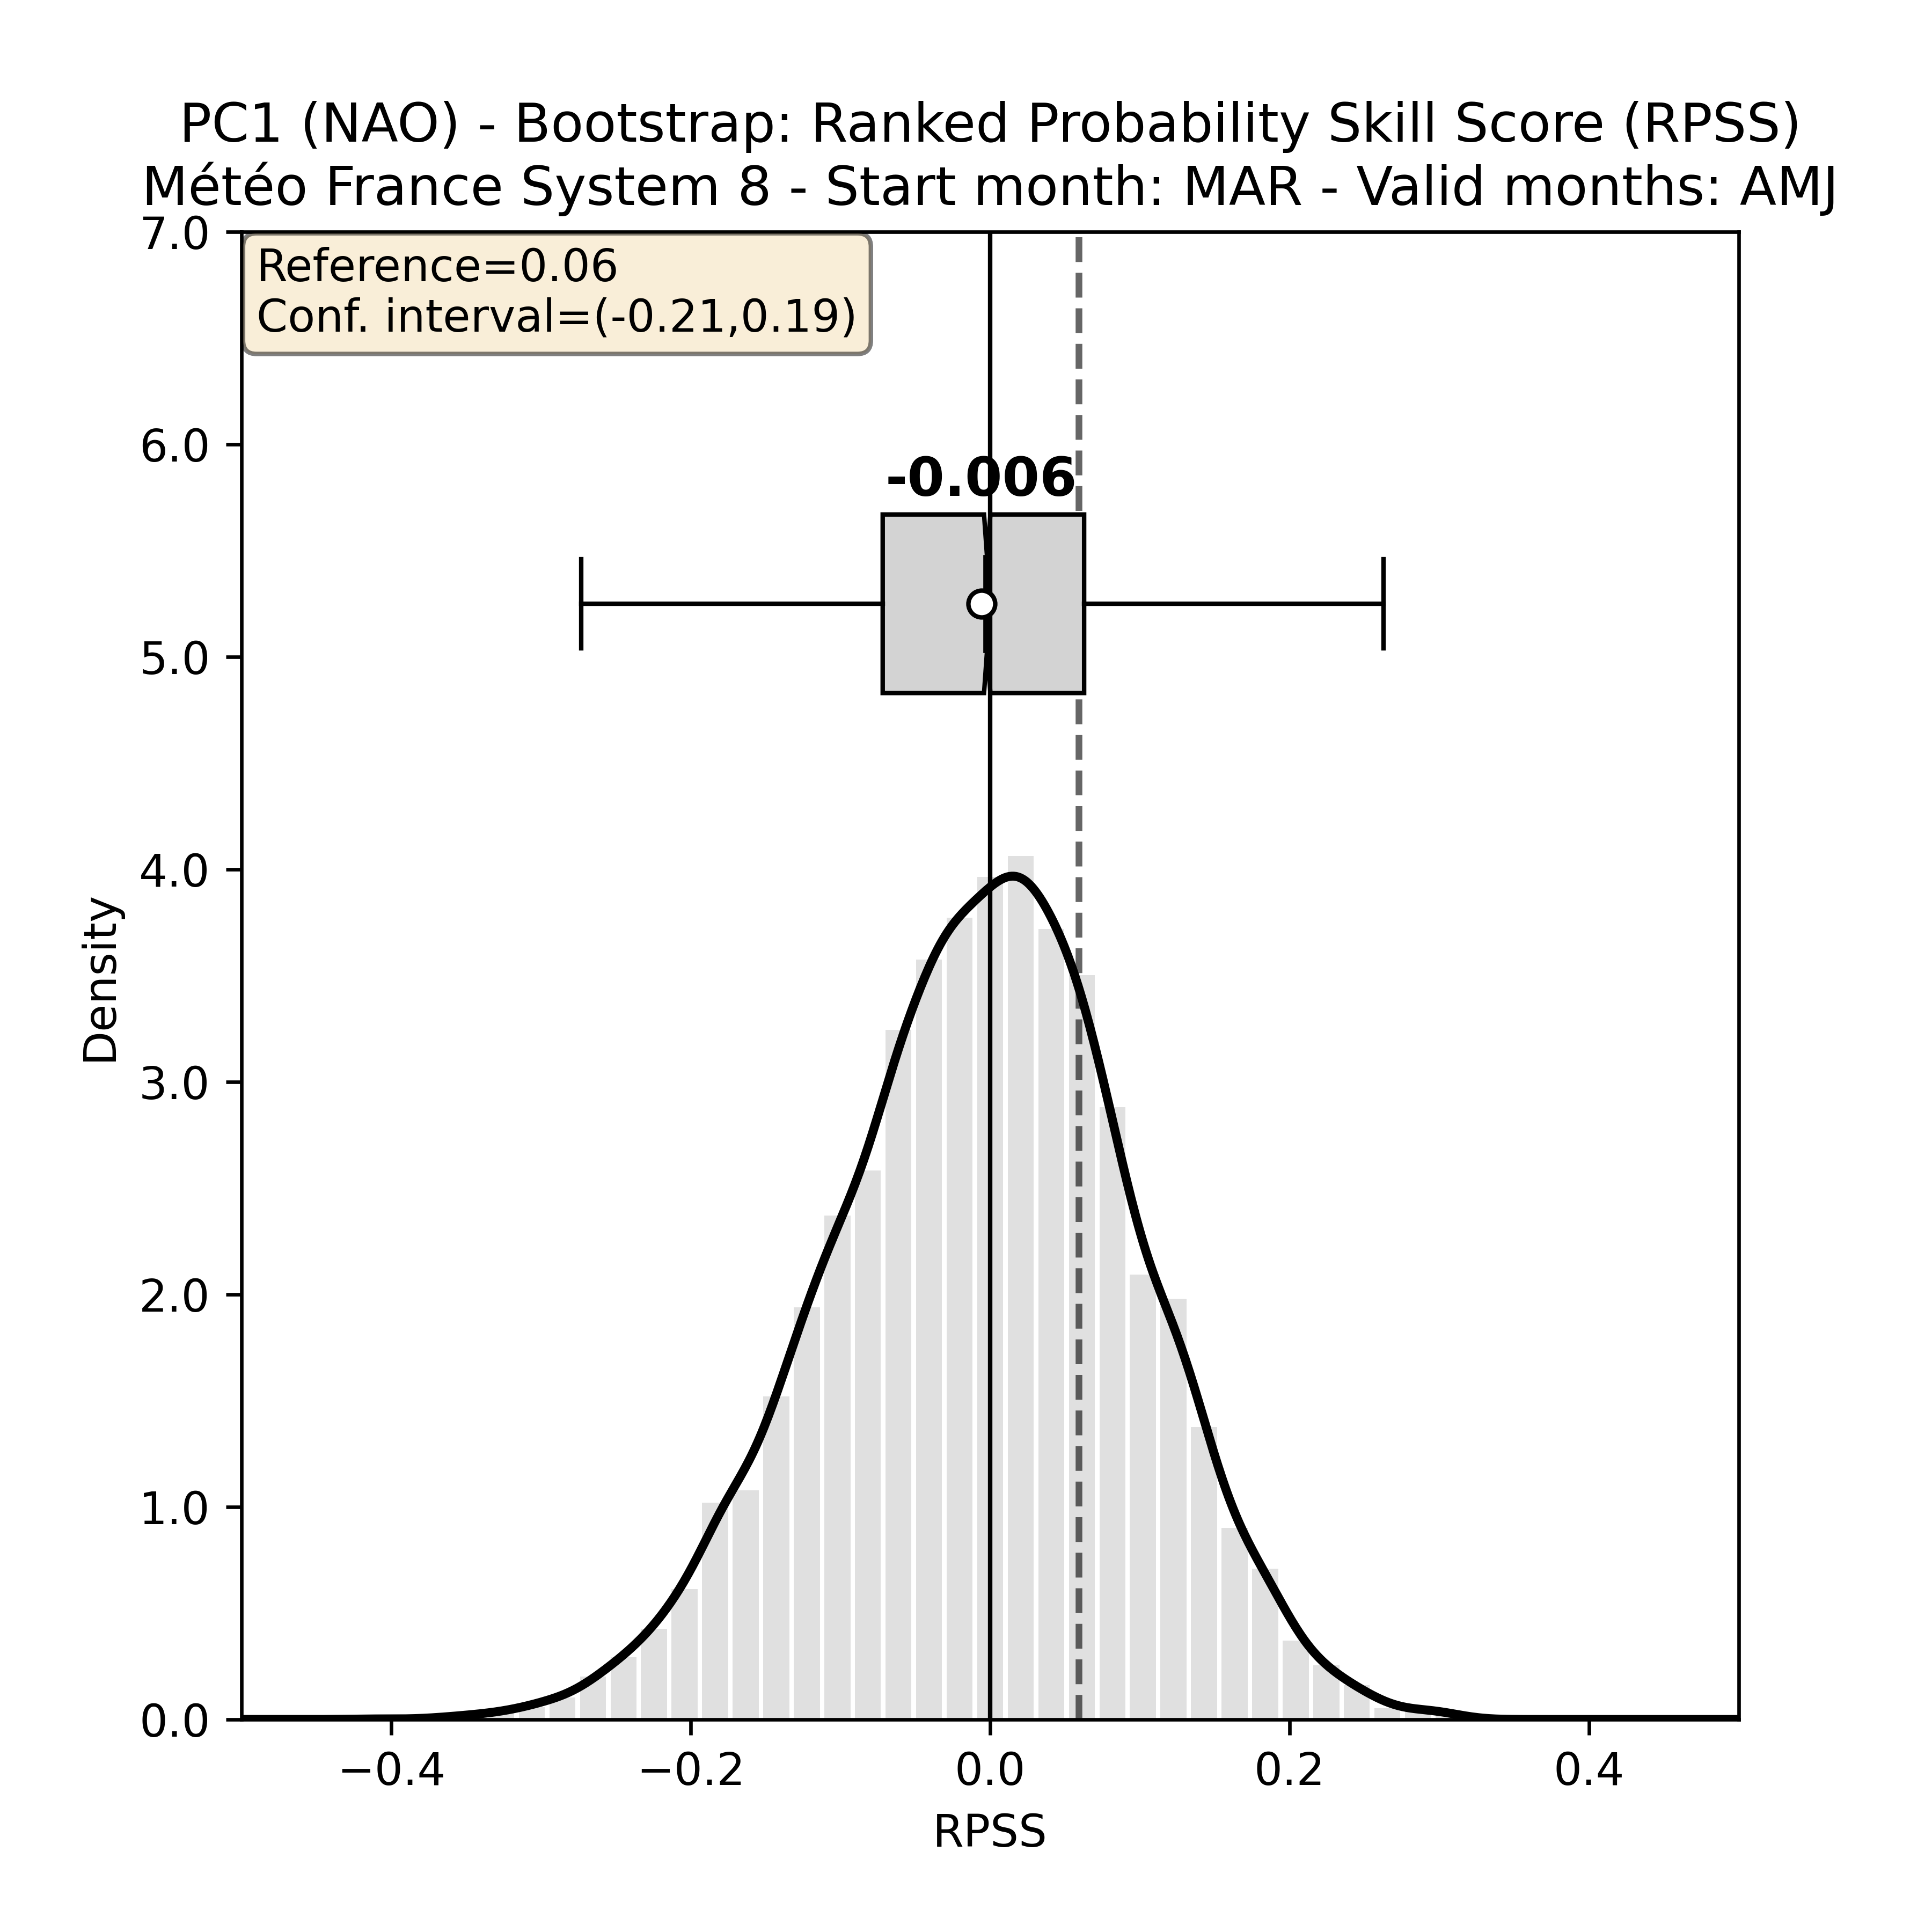 PC1 (NAO) - Bootstrap: Ranked Probability Skill Score (RPSS)
Météo France System 8 - Start month: MAR - Valid months: AMJ
7.0
Reference=0.06
Conf. interval=(-0.21,0.19)
6.0
-0.006
5.0
4.0
Density
3.0
2.0
1.0
0.0
−0.4 −0.2 0.0 0.2 0.4
RPSS